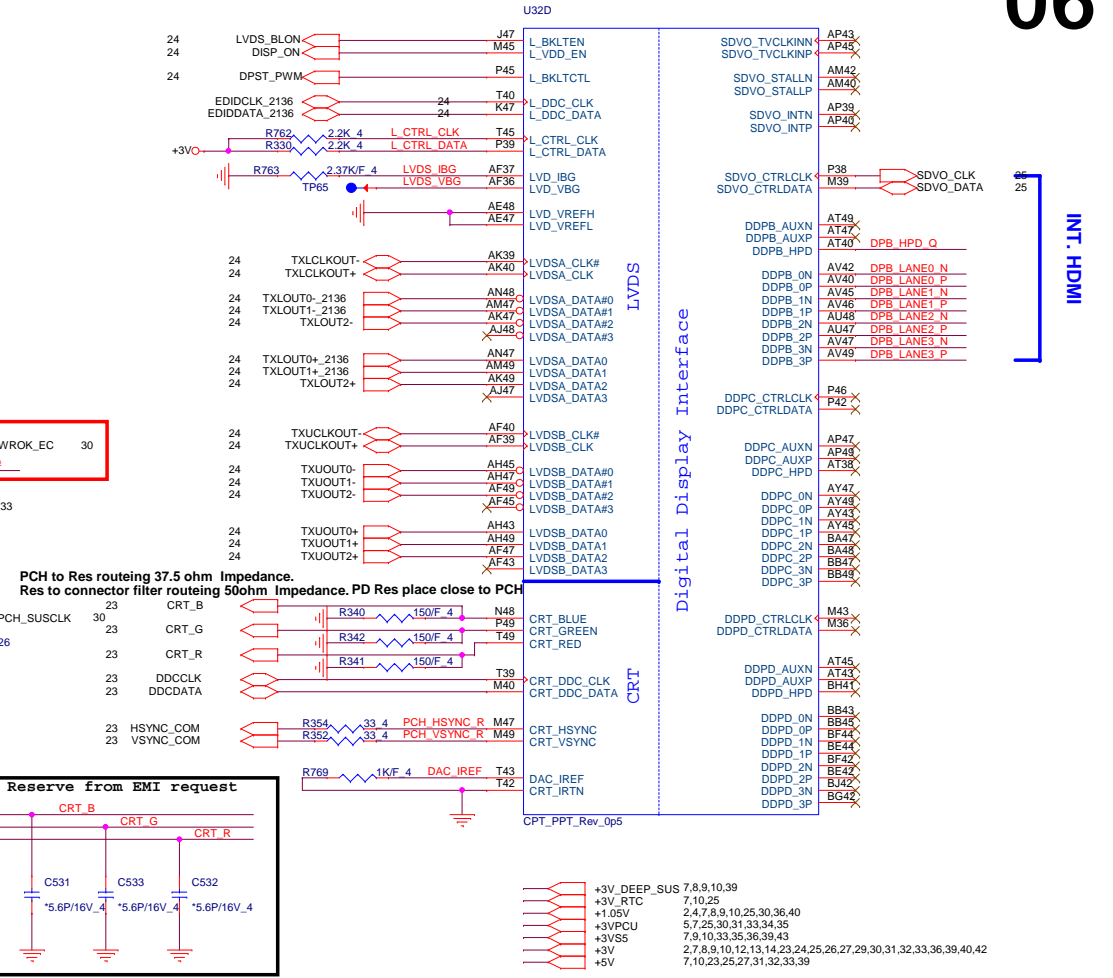 06
U32D
24 LVDS_BLON J47 L_BKLTEN SDVO_TVCLKINN AP43
24 DISP_ON M45 L_VDD_EN SDVO_TVCLKINP AP45
24 DPST_PWM P45 L_BKLTCTL SDVO_STALLN AM42
SDVO_STALLP AM40
EDIDCLK_2136 24 T40 L_DDC_CLK
EDIDDATA_2136 24 K47 L_DDC_DATA
SDVO_INTN AP39
SDVO_INTP AP40
+3V R762 2.2K_4 L_CTRL_CLK T45 L_CTRL_CLK
R330 2.2K_4 L_CTRL_DATA P39 L_CTRL_DATA
R763 2.37K/F_4 LVDS_IBG AF37 LVD_IBG SDVO_CTRLCLK P38 SDVO_CLK 25
TP65 LVDS_VBG AF36 LVD_VBG SDVO_CTRLDATA M39 SDVO_DATA 25
AE48 LVD_VREFH
AE47 LVD_VREFL
DDPB_AUXN AT49
DDPB_AUXP AT47
DDPB_HPD AT40 DPB_HPD_Q
INT. HDMI
24 TXLCLKOUT- AK39 LVDSA_CLK#
24 TXLCLKOUT+ AK40 LVDSA_CLK
DDPB_0N AV42 DPB_LANE0_N
DDPB_0P AV40 DPB_LANE0_P
DDPB_1N AV45 DPB_LANE1_N
DDPB_1P AV46 DPB_LANE1_P
DDPB_2N AU48 DPB_LANE2_N
DDPB_2P AU47 DPB_LANE2_P
DDPB_3N AV47 DPB_LANE3_N
DDPB_3P AV49 DPB_LANE3_P
24 TXLOUT0-_2136 AN48 LVDSA_DATA#0
24 TXLOUT1-_2136 AM47 LVDSA_DATA#1
24 TXLOUT2- AK47 LVDSA_DATA#2
AJ48 LVDSA_DATA#3
LVDS
24 TXLOUT0+_2136 AN47 LVDSA_DATA0
24 TXLOUT1+_2136 AM49 LVDSA_DATA1
24 TXLOUT2+ AK49 LVDSA_DATA2
AJ47 LVDSA_DATA3
Digital Display Interface
DDPC_CTRLCLK P46
DDPC_CTRLDATA P42
24 TXUCLKOUT- AF40 LVDSB_CLK#
24 TXUCLKOUT+ AF39 LVDSB_CLK
DDPC_AUXN AP47
DDPC_AUXP AP49
DDPC_HPD AT38
WROK_EC 30
24 TXUOUT0- AH45 LVDSB_DATA#0
24 TXUOUT1- AH47 LVDSB_DATA#1
24 TXUOUT2- AF49 LVDSB_DATA#2
AF45 LVDSB_DATA#3
33
DDPC_0N AY47
DDPC_0P AY49
DDPC_1N AY43
DDPC_1P AY45
DDPC_2N BA47
DDPC_2P BA48
DDPC_3N BB47
DDPC_3P BB49
24 TXUOUT0+ AH43 LVDSB_DATA0
24 TXUOUT1+ AH49 LVDSB_DATA1
24 TXUOUT2+ AF47 LVDSB_DATA2
AF43 LVDSB_DATA3
PCH to Res routeing 37.5 ohm Impedance.
Res to connector filter routeing 50ohm Impedance. PD Res place close to PCH
PCH_SUSCLK 30
26
23 CRT_B R340 150/F_4 N48 CRT_BLUE
23 CRT_G R342 150/F_4 P49 CRT_GREEN
23 CRT_R R341 150/F_4 T49 CRT_RED
DDPD_CTRLCLK M43
DDPD_CTRLDATA M36
CRT
23 DDCCLK T39 CRT_DDC_CLK
23 DDCDATA M40 CRT_DDC_DATA
DDPD_AUXN AT45
DDPD_AUXP AT43
DDPD_HPD BH41
23 HSYNC_COM R354 33_4 PCH_HSYNC_R M47 CRT_HSYNC
23 VSYNC_COM R352 33_4 PCH_VSYNC_R M49 CRT_VSYNC
DDPD_0N BB43
DDPD_0P BB45
DDPD_1N BF44
DDPD_1P BE44
DDPD_2N BF42
DDPD_2P BE42
DDPD_3N BJ42
DDPD_3P BG42
R769 1K/F_4 DAC_IREF T43 DAC_IREF
T42 CRT_IRTN
CPT_PPT_Rev_0p5
Reserve from EMI request
CRT_B
CRT_G
CRT_R
C531 C533 C532
*5.6P/16V_4 *5.6P/16V_4 *5.6P/16V_4
+3V_DEEP_SUS 7,8,9,10,39
+3V_RTC 7,10,25
+1.05V 2,4,7,8,9,10,25,30,36,40
+3VPCU 5,7,25,30,31,33,34,35
+3VS5 7,9,10,33,35,36,39,43
+3V 2,7,8,9,10,12,13,14,23,24,25,26,27,29,30,31,32,33,36,39,40,42
+5V 7,10,23,25,27,31,32,33,39